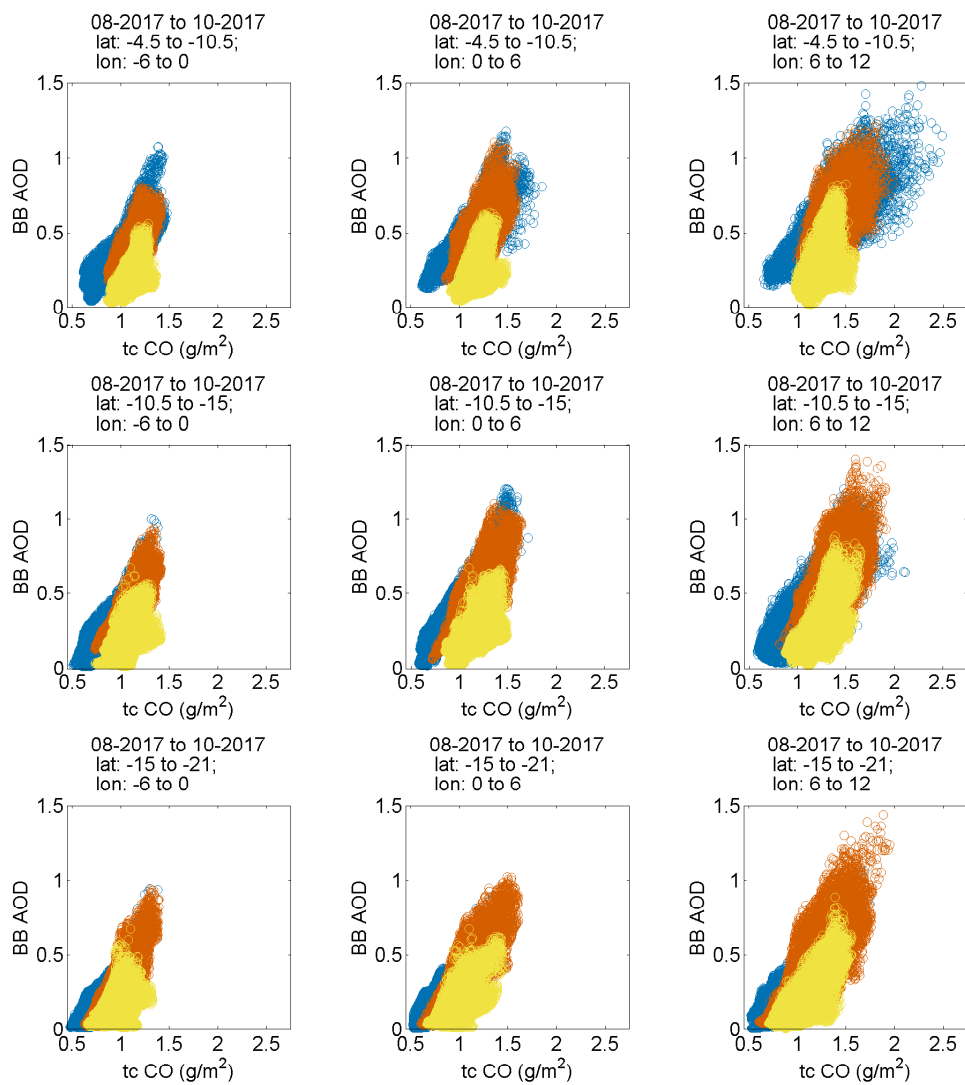 08-2017 to 10-2017
lat: -4.5 to -10.5;
lon: -6 to 0
1.5
1
0.5
0
BB AOD
0.5 1 1.5 2 2.5
tc CO (g/m²)
08-2017 to 10-2017
lat: -4.5 to -10.5;
lon: 0 to 6
1.5
1
0.5
0
BB AOD
0.5 1 1.5 2 2.5
tc CO (g/m²)
08-2017 to 10-2017
lat: -4.5 to -10.5;
lon: 6 to 12
1.5
1
0.5
0
BB AOD
0.5 1 1.5 2 2.5
tc CO (g/m²)
08-2017 to 10-2017
lat: -10.5 to -15;
lon: -6 to 0
1.5
1
0.5
0
BB AOD
0.5 1 1.5 2 2.5
tc CO (g/m²)
08-2017 to 10-2017
lat: -10.5 to -15;
lon: 0 to 6
1.5
1
0.5
0
BB AOD
0.5 1 1.5 2 2.5
tc CO (g/m²)
08-2017 to 10-2017
lat: -10.5 to -15;
lon: 6 to 12
1.5
1
0.5
0
BB AOD
0.5 1 1.5 2 2.5
tc CO (g/m²)
08-2017 to 10-2017
lat: -15 to -21;
lon: -6 to 0
1.5
1
0.5
0
BB AOD
0.5 1 1.5 2 2.5
tc CO (g/m²)
08-2017 to 10-2017
lat: -15 to -21;
lon: 0 to 6
1.5
1
0.5
0
BB AOD
0.5 1 1.5 2 2.5
tc CO (g/m²)
08-2017 to 10-2017
lat: -15 to -21;
lon: 6 to 12
1.5
1
0.5
0
BB AOD
0.5 1 1.5 2 2.5
tc CO (g/m²)